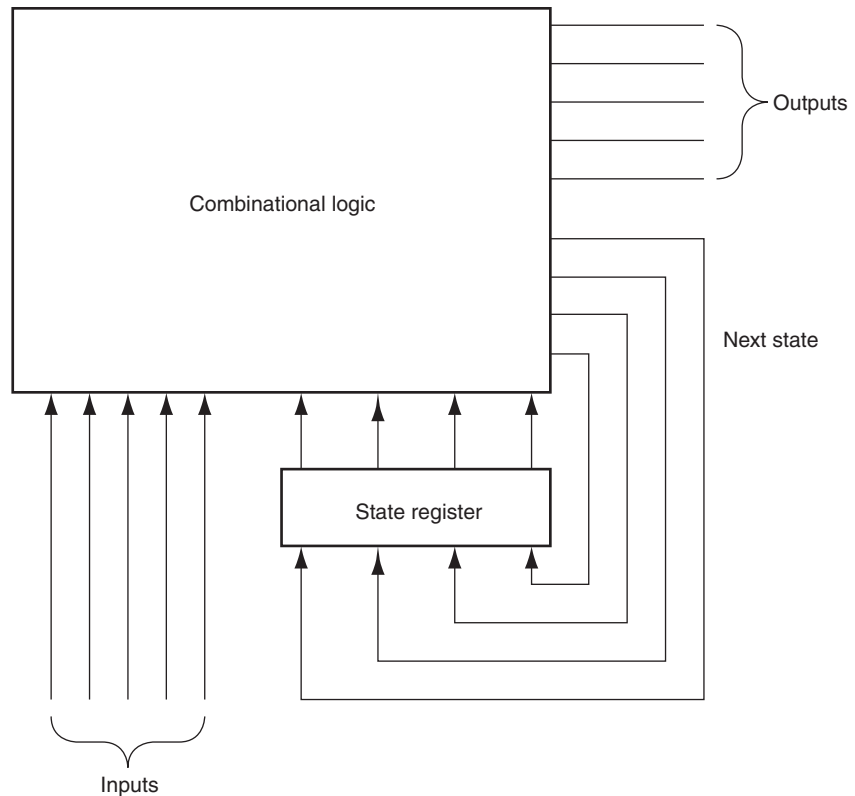 Outputs
Combinational logic
Next state
State register
Inputs